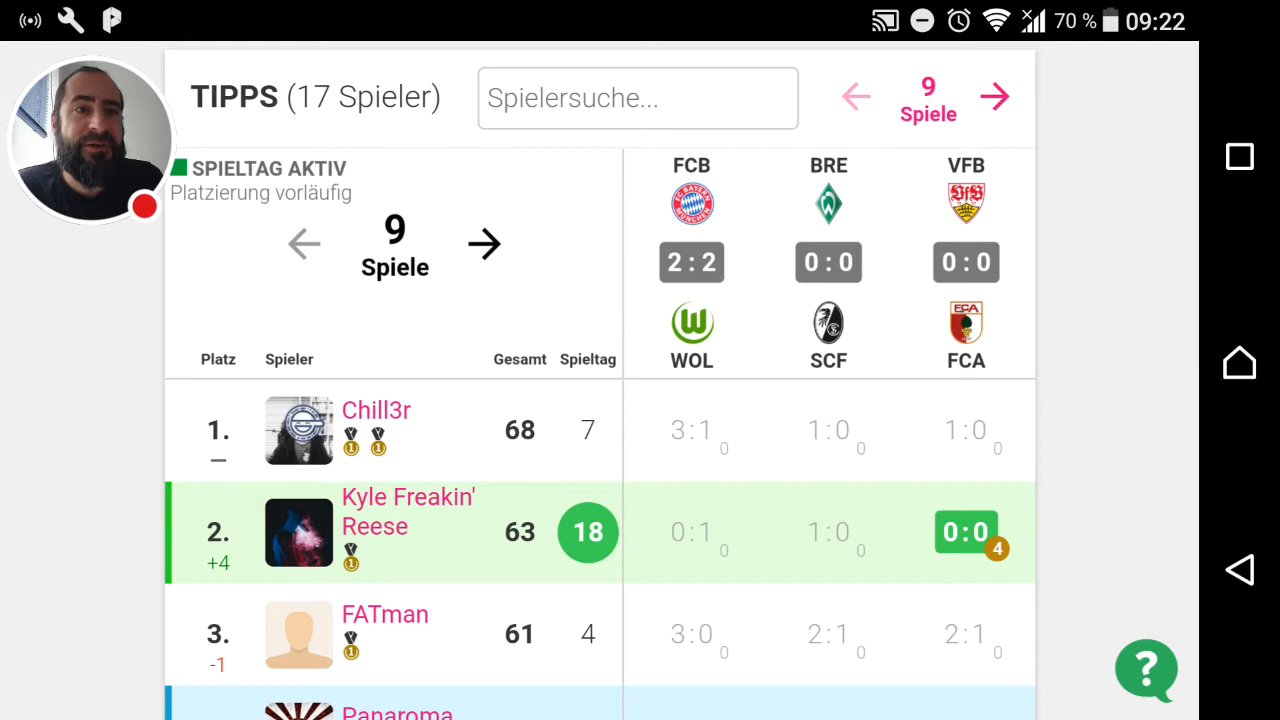 70 % 09:22
TIPPS (17 Spieler) Spielersuche... 9 Spiele
SPIELTAG AKTIV
Platzierung vorläufig
9
Spiele
FCB BRE VFB
2:2 0:0 0:0
WOL SCF FCA
Platz Spieler Gesamt Spieltag
1. Chill3r 68 7 3:1 0 1:0 0 1:0 0
–
2. Kyle Freakin' Reese 63 18 0:1 0 1:0 0 0:0 4
+4
3. FATman 61 4 3:0 0 2:1 0 2:1 0
-1
Panaroma
?